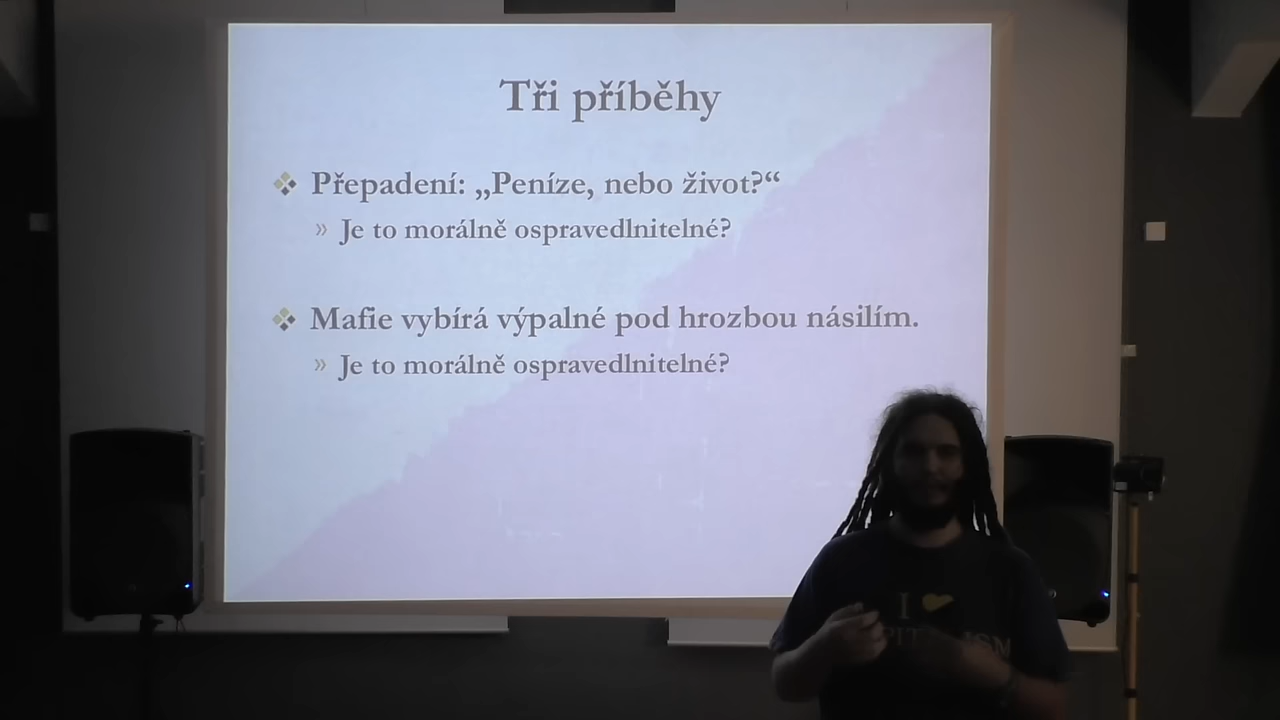 Tři příběhy
Přepadení: „Peníze, nebo život?“
» Je to morálně ospravedlnitelné?
Mafie vybírá výpalné pod hrozbou násilím.
» Je to morálně ospravedlnitelné?
I